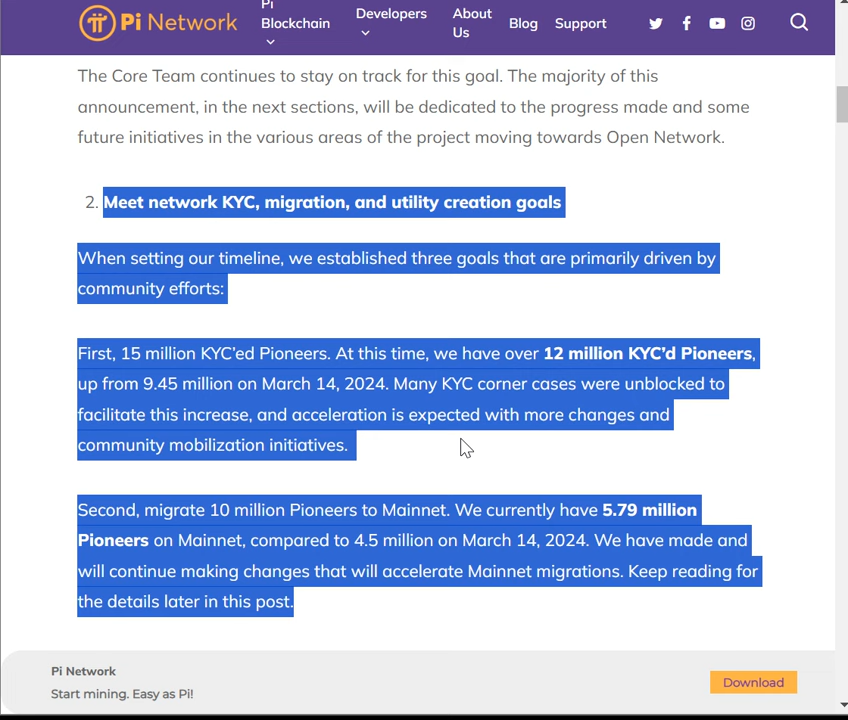 Pi Network
Pi
Blockchain
Developers
About
Us
Blog
Support
The Core Team continues to stay on track for this goal. The majority of this
announcement, in the next sections, will be dedicated to the progress made and some
future initiatives in the various areas of the project moving towards Open Network.
2. Meet network KYC, migration, and utility creation goals
When setting our timeline, we established three goals that are primarily driven by
community efforts:
First, 15 million KYC’ed Pioneers. At this time, we have over 12 million KYC’d Pioneers,
up from 9.45 million on March 14, 2024. Many KYC corner cases were unblocked to
facilitate this increase, and acceleration is expected with more changes and
community mobilization initiatives.
Second, migrate 10 million Pioneers to Mainnet. We currently have 5.79 million
Pioneers on Mainnet, compared to 4.5 million on March 14, 2024. We have made and
will continue making changes that will accelerate Mainnet migrations. Keep reading for
the details later in this post.
Pi Network
Start mining. Easy as Pi!
Download